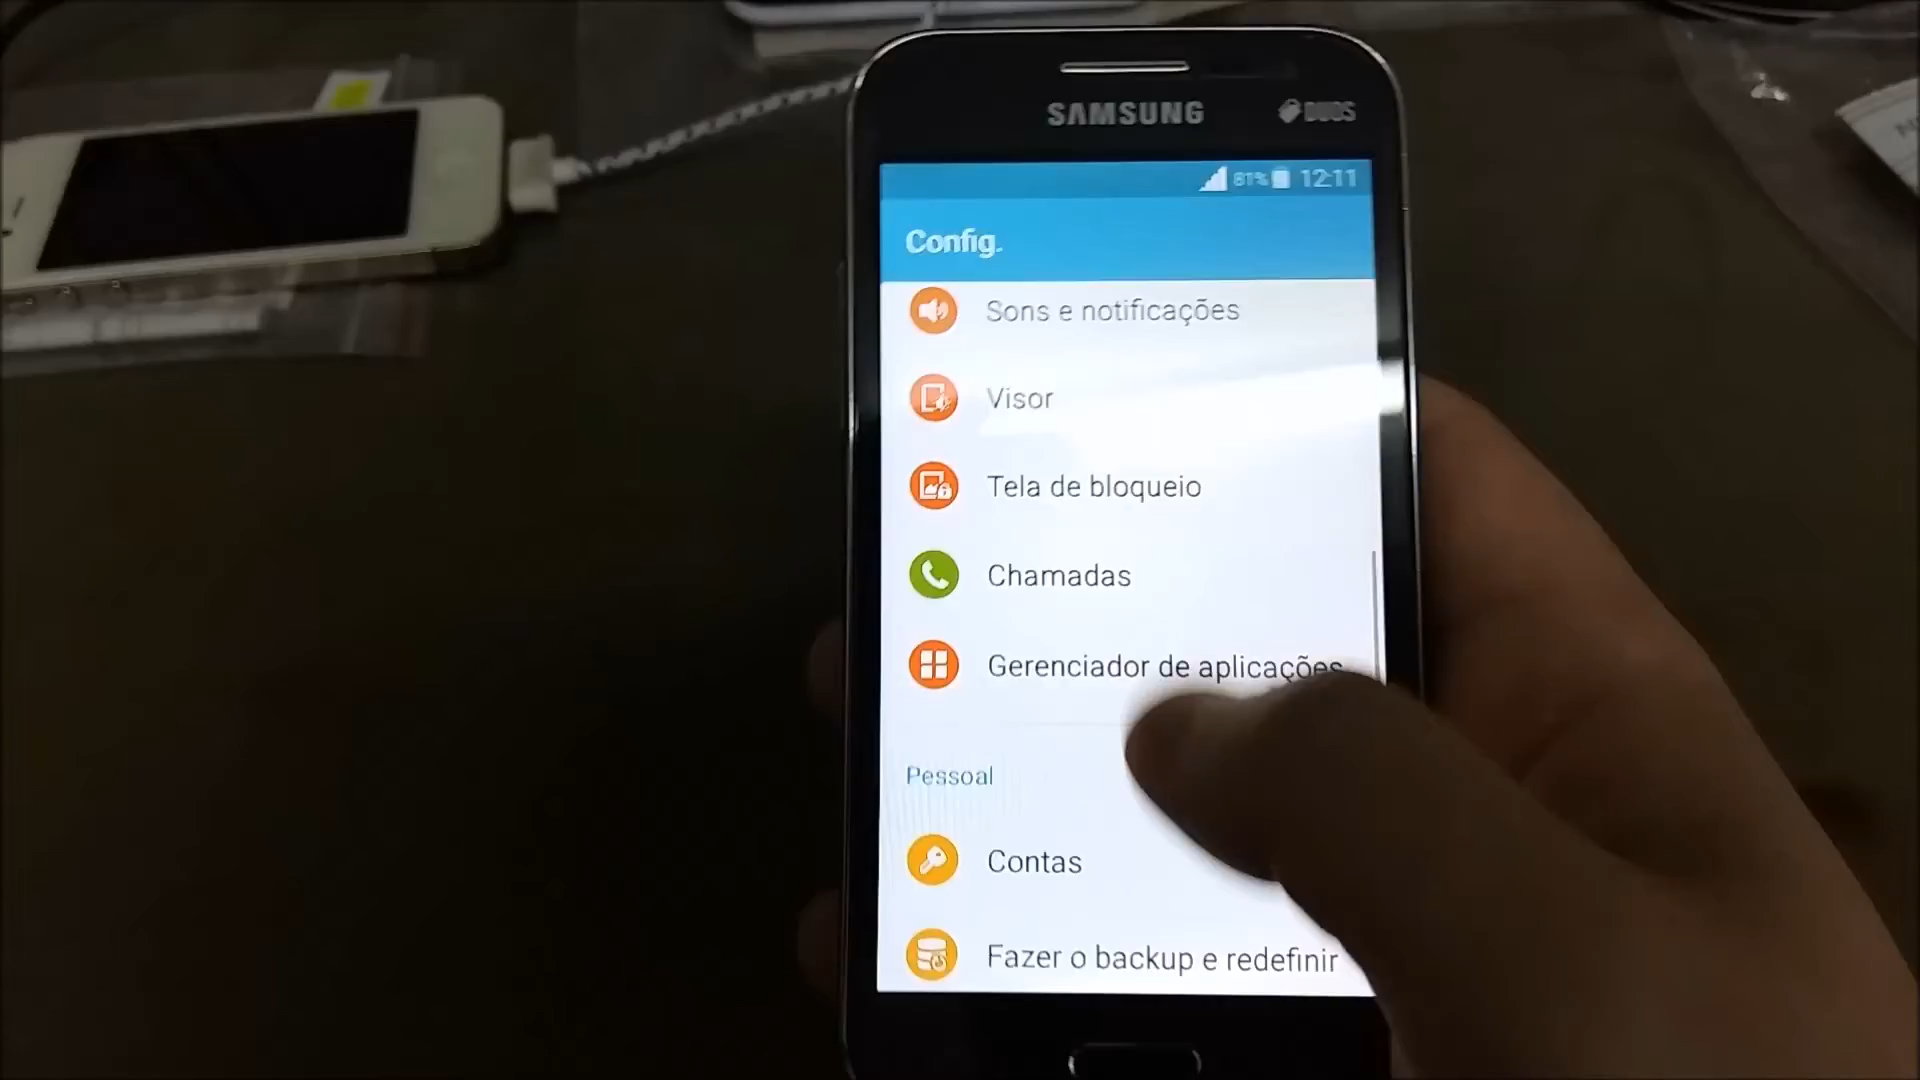 SAMSUNG
DUOS
81% 12:11
Config.
Sons e notificações
Visor
Tela de bloqueio
Chamadas
Gerenciador de aplicações
Pessoal
Contas
Fazer o backup e redefinir